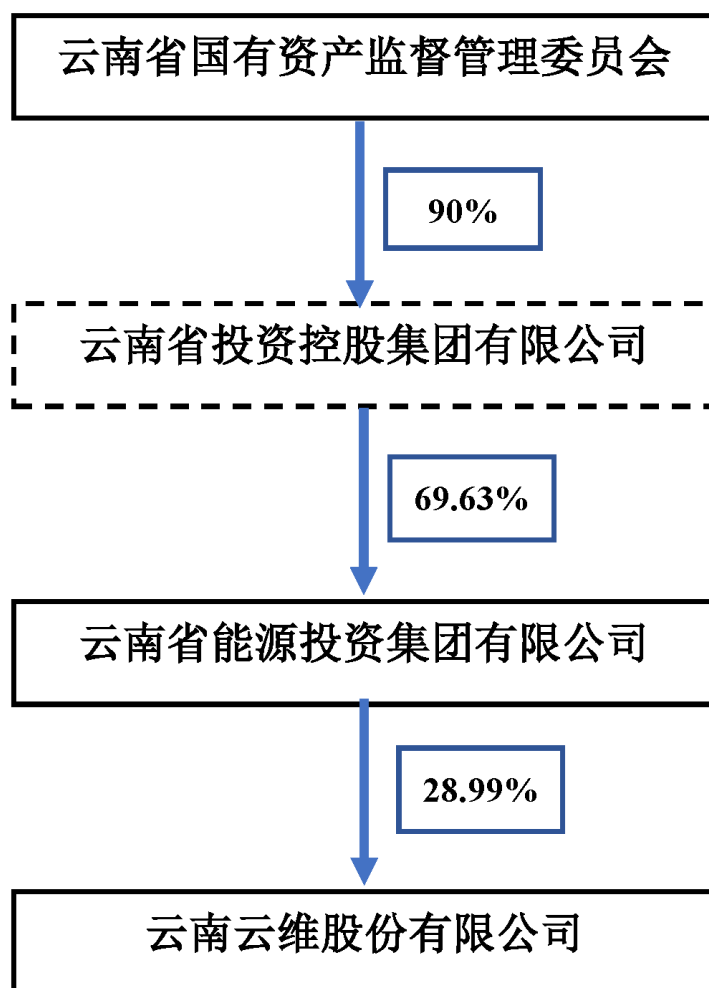 云南省国有资产监督管理委员会
90%
云南省投资控股集团有限公司
69.63%
云南省能源投资集团有限公司
28.99%
云南云维股份有限公司